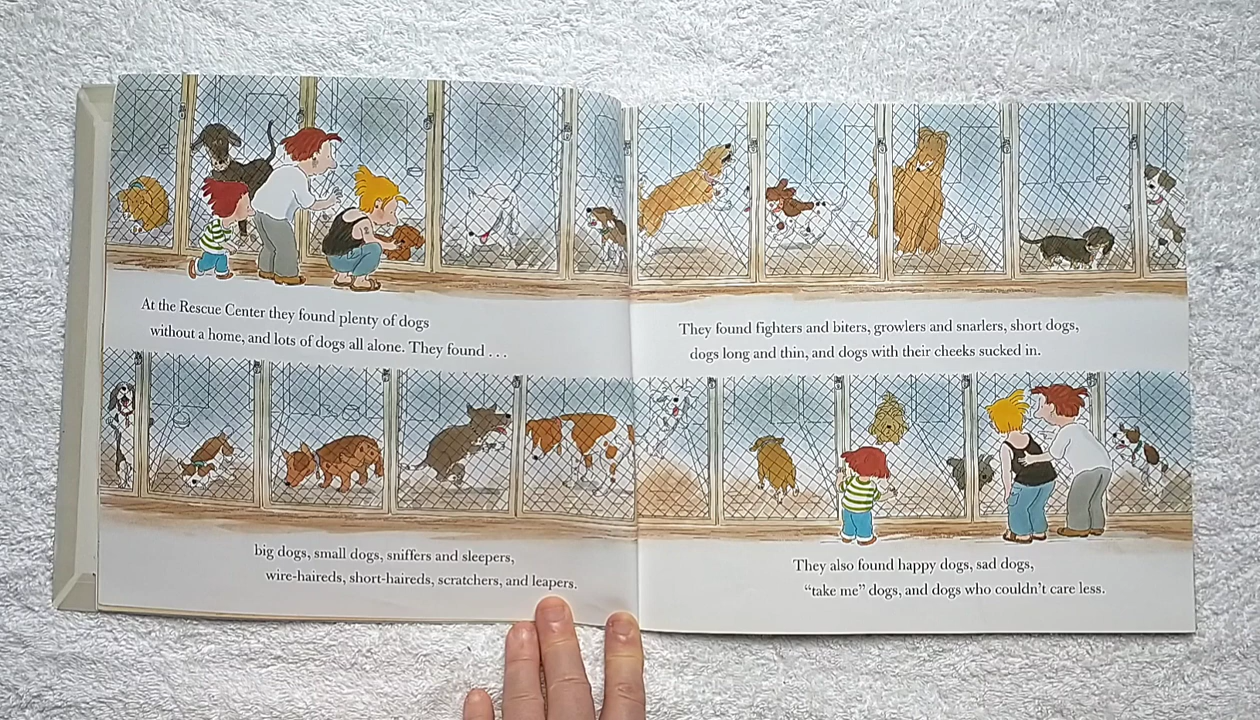 At the Rescue Center they found plenty of dogs
without a home, and lots of dogs all alone. They found . . .
big dogs, small dogs, sniffers and sleepers,
wire-haireds, short-haireds, scratchers, and leapers.
They found fighters and biters, growlers and snarlers, short dogs,
dogs long and thin, and dogs with their cheeks sucked in.
They also found happy dogs, sad dogs,
“take me” dogs, and dogs who couldn’t care less.